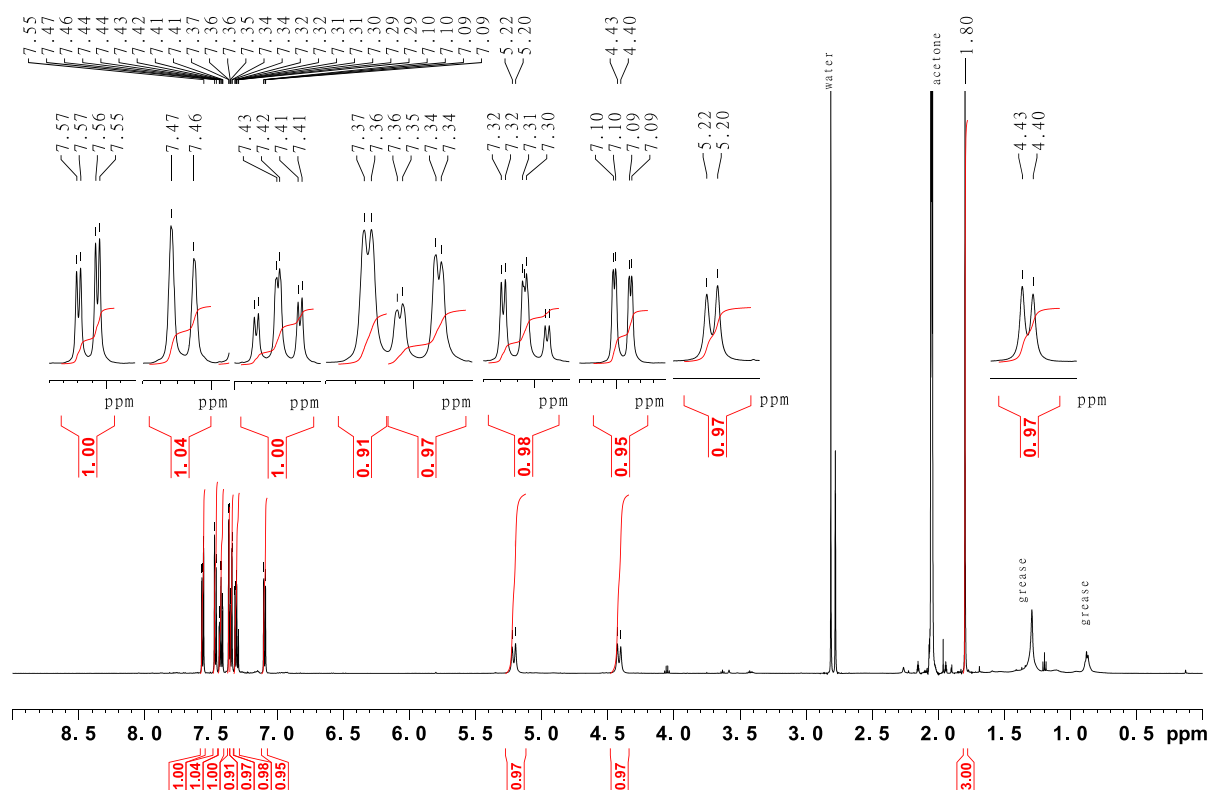 7.55 7.47 7.46 7.44 7.44 7.43 7.42 7.41 7.41 7.37 7.36 7.36 7.35 7.34 7.34 7.32 7.32 7.31 7.31 7.30 7.29 7.29 7.10 7.10 7.09 7.09 5.22 5.20 4.43 4.40 water acetone 1.80
7.57 7.57 7.56 7.55 7.47 7.46 7.43 7.42 7.41 7.41 7.37 7.36 7.36 7.35 7.34 7.34 7.32 7.32 7.31 7.30 7.10 7.10 7.09 7.09 5.22 5.20 4.43 4.40
ppm ppm ppm ppm ppm ppm ppm ppm
1.00 1.04 1.00 0.91 0.97 0.98 0.95 0.97 0.97
grease grease
8.5 8.0 7.5 7.0 6.5 6.0 5.5 5.0 4.5 4.0 3.5 3.0 2.5 2.0 1.5 1.0 0.5 ppm
1.00 1.04 1.00 0.91 0.97 0.98 0.95 0.97 0.97 3.00